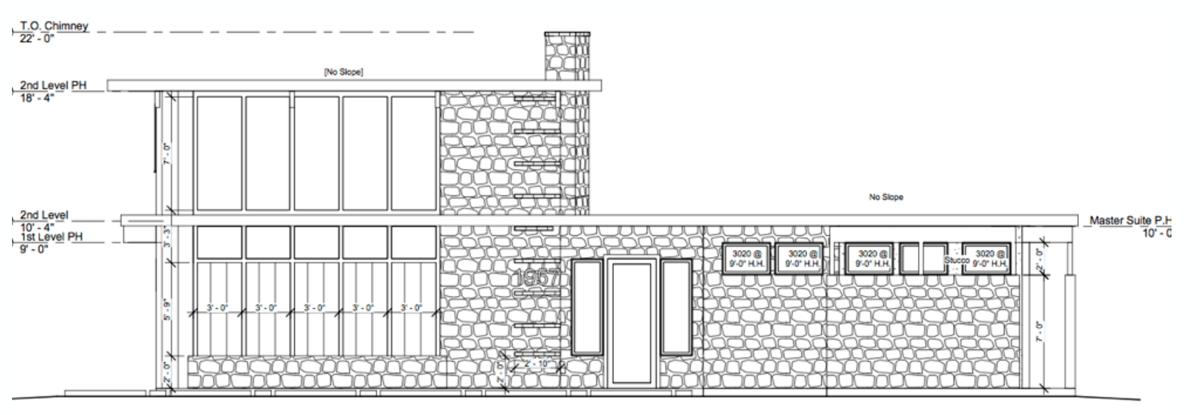 T.O. Chimney
22' - 0"
[No Slope]
2nd Level PH
18' - 4"
7' - 0"
No Slope
2nd Level
10' - 4"
1st Level PH
9' - 0"
Master Suite P.H
10' - 0
3' - 3"
3020 @
9'-0" H.H.
3020 @
9'-0" H.H.
3020 @
9'-0" H.H.
Stucco
3020 @
9'-0" H.H.
2' - 0"
1957
5' - 9"
3' - 0"
3' - 0"
3' - 0"
3' - 0"
3' - 0"
7' - 0"
2' - 0"
2' - 0"
2' - 10"